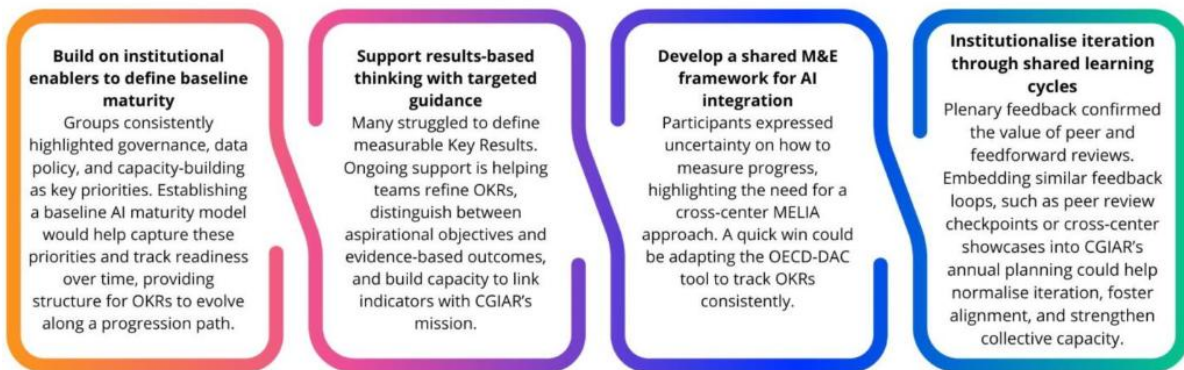 Build on institutional
enablers to define baseline
maturity
Groups consistently
highlighted governance, data
policy, and capacity-building
as key priorities. Establishing
a baseline AI maturity model
would help capture these
priorities and track readiness
over time, providing
structure for OKRs to evolve
along a progression path.
Support results-based
thinking with targeted
guidance
Many struggled to define
measurable Key Results.
Ongoing support is helping
teams refine OKRs,
distinguish between
aspirational objectives and
evidence-based outcomes,
and build capacity to link
indicators with CGIAR's
mission.
Develop a shared M&E
framework for AI
integration
Participants expressed
uncertainty on how to
measure progress,
highlighting the need for a
cross-center MELIA
approach. A quick win could
be adapting the OECD-DAC
tool to track OKRs
consistently.
Institutionalise iteration
through shared learning
cycles
Plenary feedback confirmed
the value of peer and
feedforward reviews.
Embedding similar feedback
loops, such as peer review
checkpoints or cross-center
showcases into CGIAR's
annual planning could help
normalise iteration, foster
alignment, and strengthen
collective capacity.